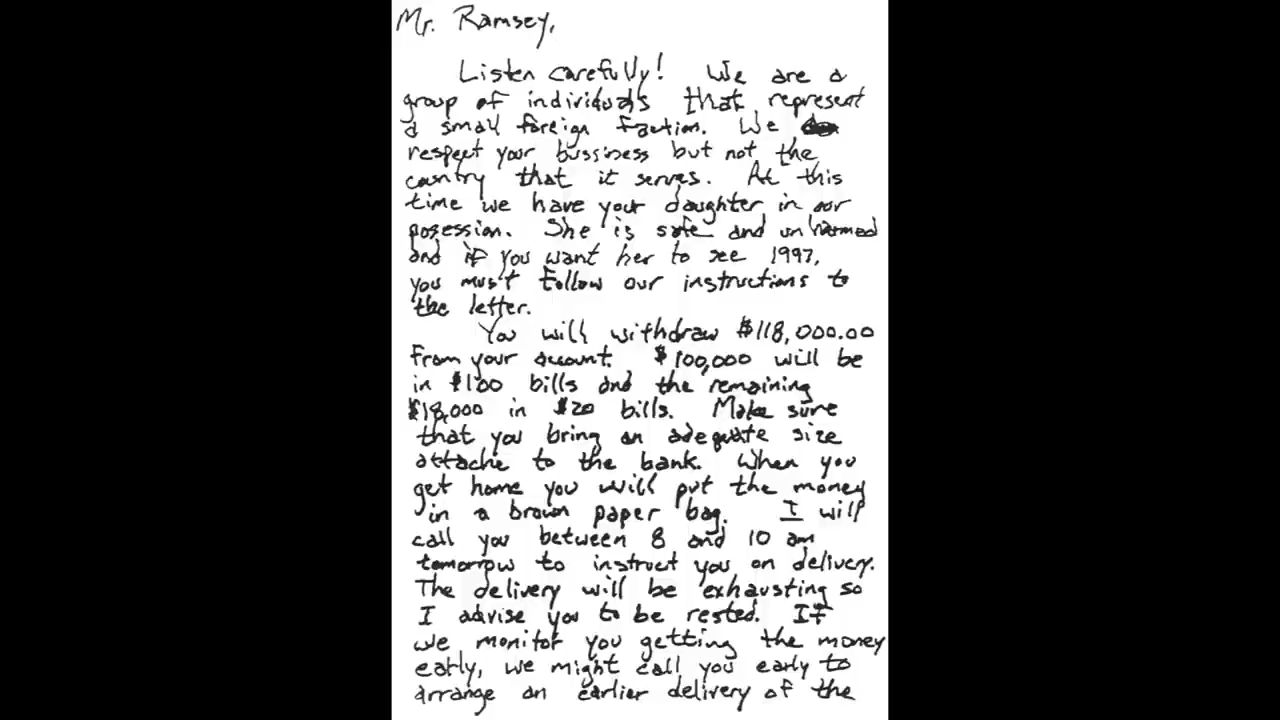 Mr. Ramsey,
Listen carefully! We are a
group of individuals that represent
a small foreign faction. We
respect your bussiness but not the
country that it serves. At this
time we have your daughter in our
posession. She is safe and unharmed
and if you want her to see 1997,
you must follow our instructions to
the letter.
You will withdraw $118,000.00
from your account. $100,000 will be
in $100 bills and the remaining
$18,000 in $20 bills. Make sure
that you bring an adequate size
attache to the bank. When you
get home you will put the money
in a brown paper bag. I will
call you between 8 and 10 am
tomorrow to instruct you on delivery.
The delivery will be exhausting so
I advise you to be rested. If
we monitor you getting the money
early, we might call you early to
arrange an earlier delivery of the